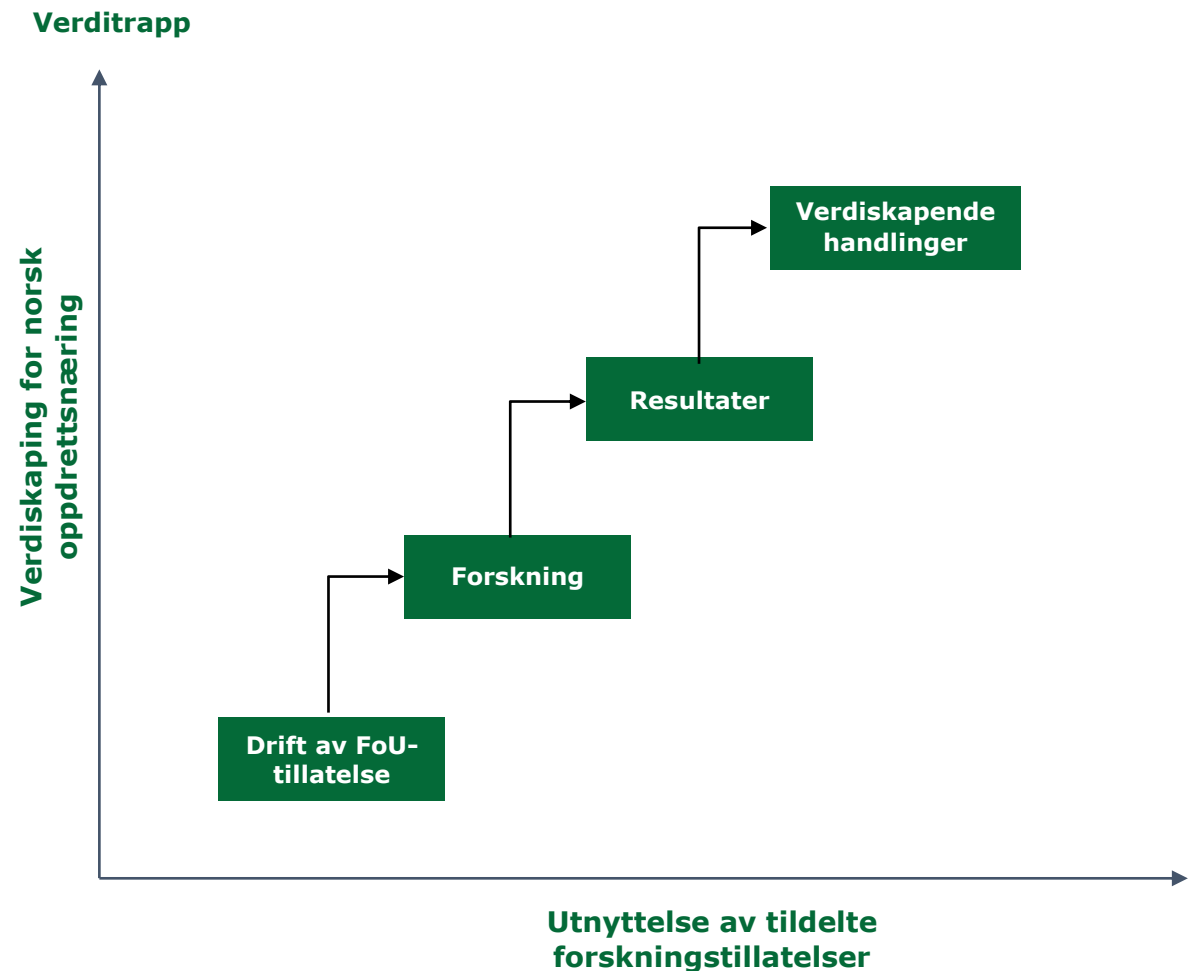 Verditrapp
Verdiskaping for norsk
oppdrettsnæring
Verdiskapende
handlinger
Resultater
Forskning
Drift av FoU-
tillatelse
Utnyttelse av tildelte
forskningstillatelser